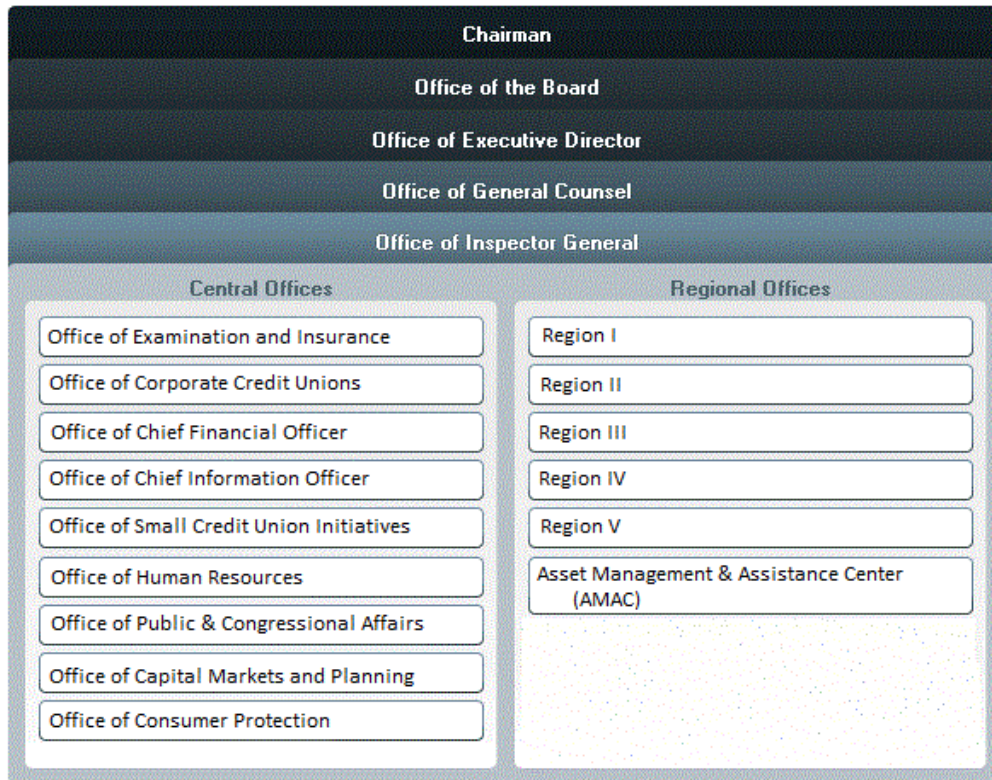 Chairman
Office of the Board
Office of Executive Director
Office of General Counsel
Office of Inspector General
Central Offices
Office of Examination and Insurance
Office of Corporate Credit Unions
Office of Chief Financial Officer
Office of Chief Information Officer
Office of Small Credit Union Initiatives
Office of Human Resources
Office of Public & Congressional Affairs
Office of Capital Markets and Planning
Office of Consumer Protection
Regional Offices
Region I
Region II
Region III
Region IV
Region V
Asset Management & Assistance Center
(AMAC)